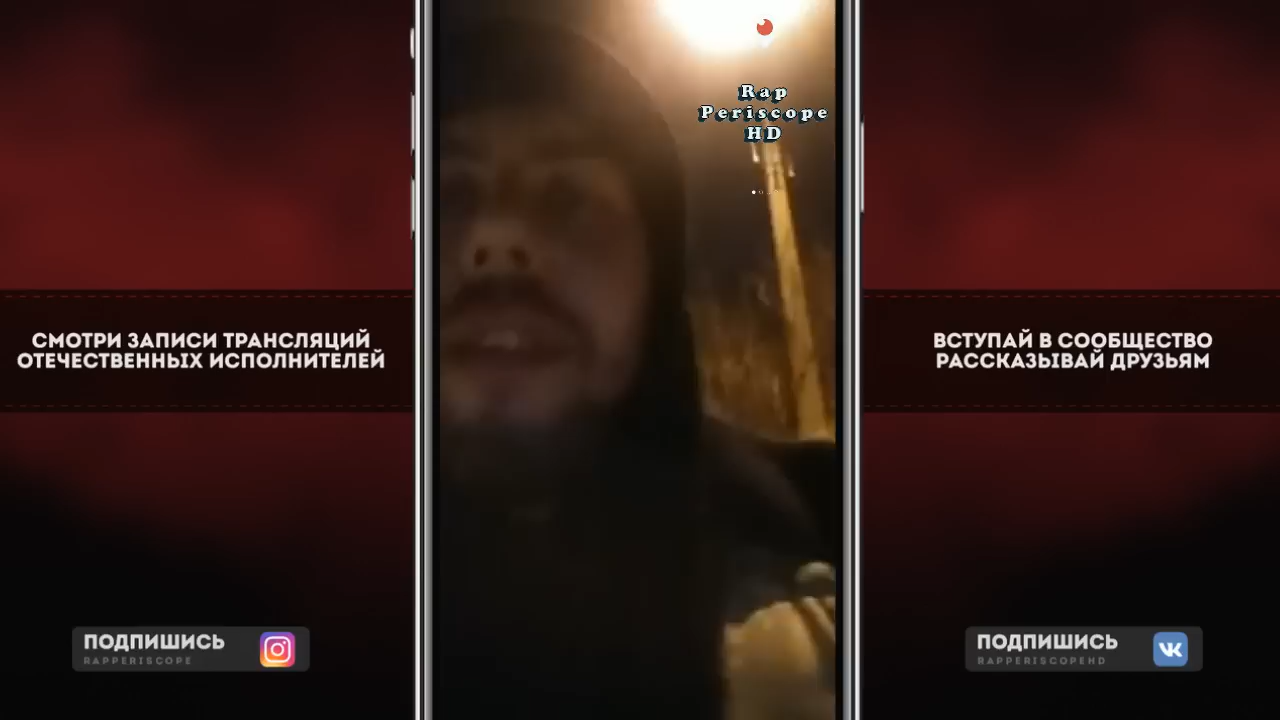 Rap
Periscope
HD
СМОТРИ ЗАПИСИ ТРАНСЛЯЦИЙ
ОТЕЧЕСТВЕННЫХ ИСПОЛНИТЕЛЕЙ
ВСТУПАЙ В СООБЩЕСТВО
РАССКАЗЫВАЙ ДРУЗЬЯМ
ПОДПИШИСЬ
RAPPERISCOPE
ПОДПИШИСЬ
RAPPERISCOPEHD